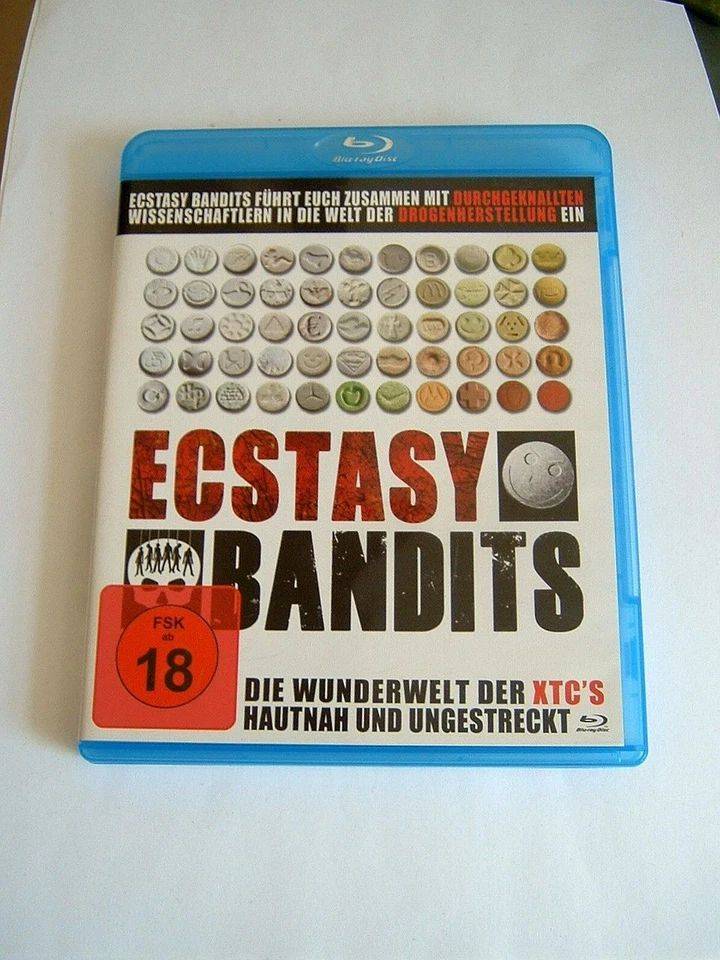 Blu-ray Disc
ECSTASY BANDITS FÜHRT EUCH ZUSAMMEN MIT DURCHGEKNALLTEN
WISSENSCHAFTLERN IN DIE WELT DER DROGENHERSTELLUNG EIN
ECSTASY
BANDITS
FSK
ab
18
DIE WUNDERWELT DER XTC'S
HAUTNAH UND UNGESTRECKT
Blu-ray Disc